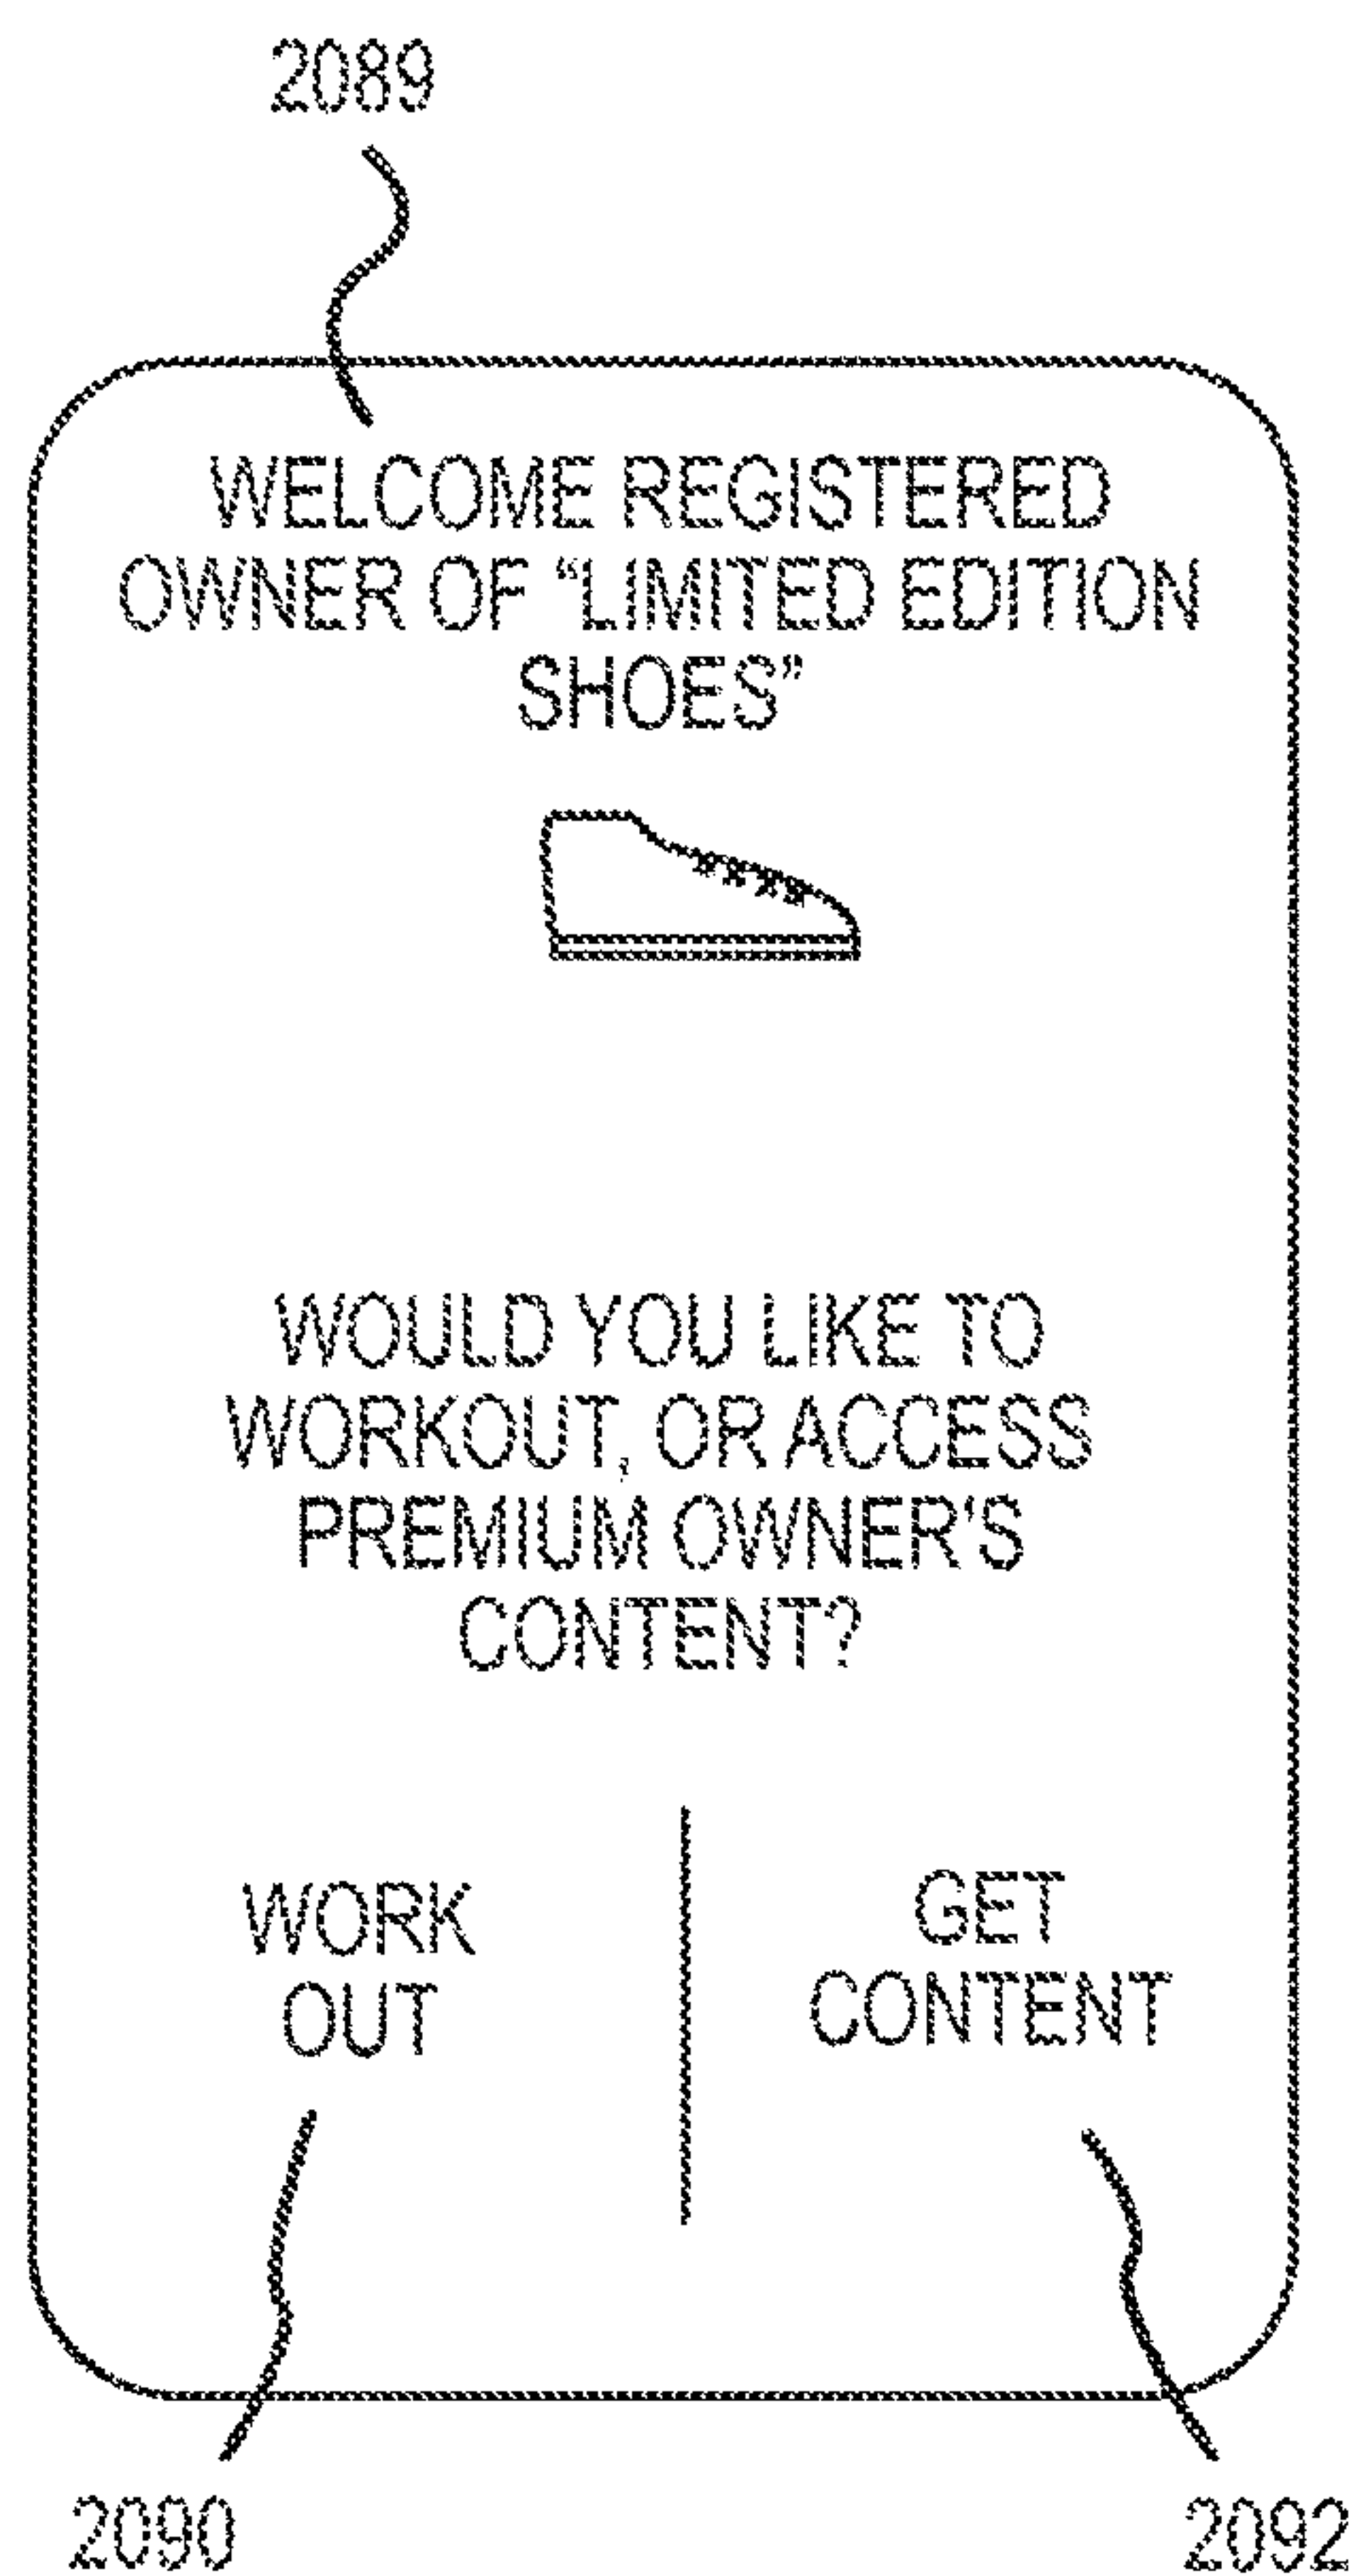 2089
WELCOME REGISTERED
OWNER OF “LIMITED EDITION
SHOES”
WOULD YOU LIKE TO
WORKOUT, OR ACCESS
PREMIUM OWNER'S
CONTENT?
WORK
OUT
GET
CONTENT
2090
2092